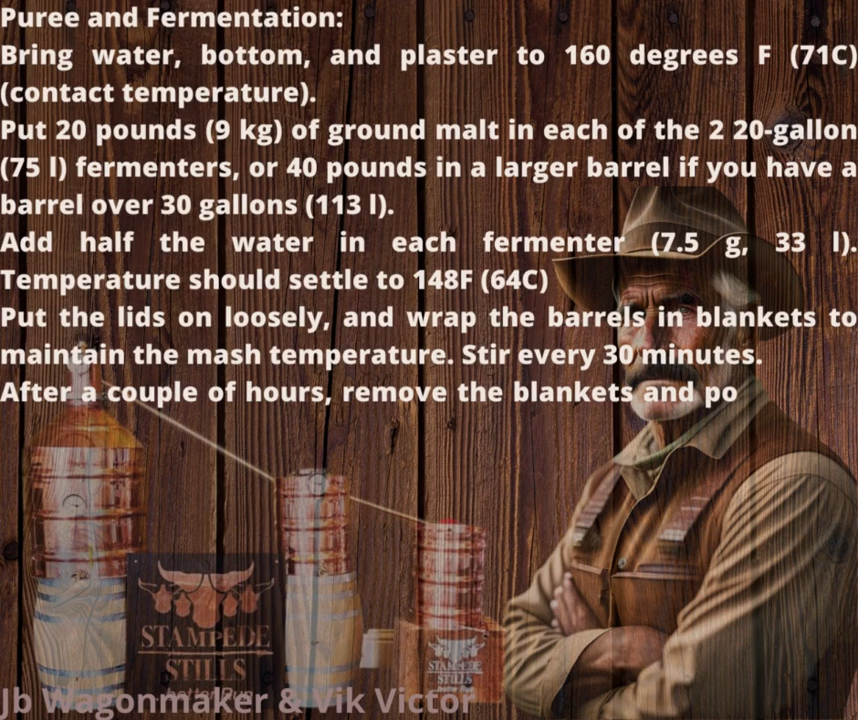 Puree and Fermentation:
Bring water, bottom, and plaster to 160 degrees F (71C)
(contact temperature).
Put 20 pounds (9 kg) of ground malt in each of the 2 20-gallon
(75 l) fermenters, or 40 pounds in a larger barrel if you have a
barrel over 30 gallons (113 l).
Add half the water in each fermenter (7.5 g, 33 l).
Temperature should settle to 148F (64C)
Put the lids on loosely, and wrap the barrels in blankets to
maintain the mash temperature. Stir every 30 minutes.
After a couple of hours, remove the blankets and po
STAMPEDE
STILLS
STAMPEDE
STILLS
Jb Wagonmaker & Vik Victor